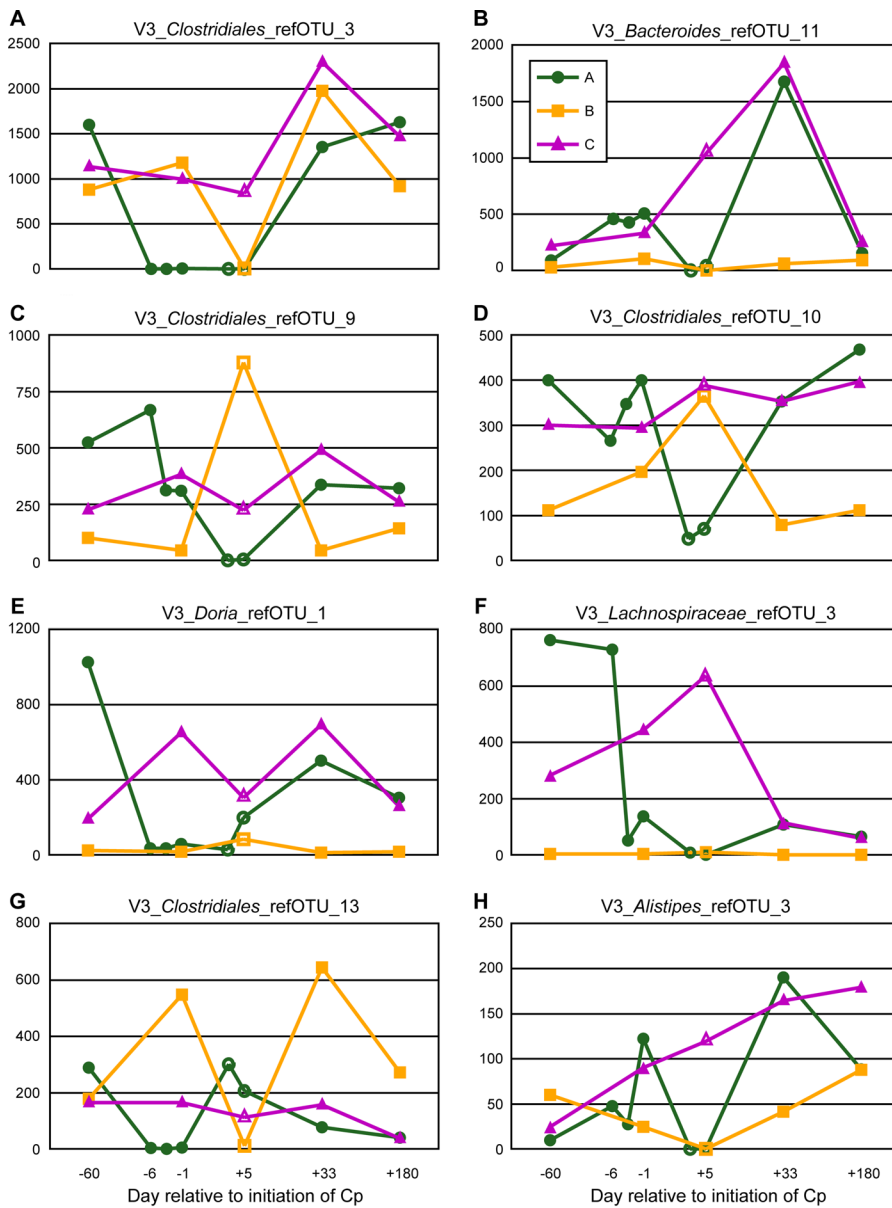 A
V3_Clostridiales_refOTU_3
2500
2000
1500
1000
500
0
B
V3_Bacteroides_refOTU_11
2000
1500
1000
500
0
A
B
C
C
V3_Clostridiales_refOTU_9
1000
750
500
250
0
D
V3_Clostridiales_refOTU_10
500
400
300
200
100
0
E
V3_Doria_refOTU_1
1200
800
400
0
F
V3_Lachnospiraceae_refOTU_3
800
600
400
200
0
G
V3_Clostridiales_refOTU_13
800
600
400
200
0
-60 -6 -1 +5 +33 +180
Day relative to initiation of Cp
H
V3_Alistipes_refOTU_3
250
200
150
100
50
0
-60 -6 -1 +5 +33 +180
Day relative to initiation of Cp